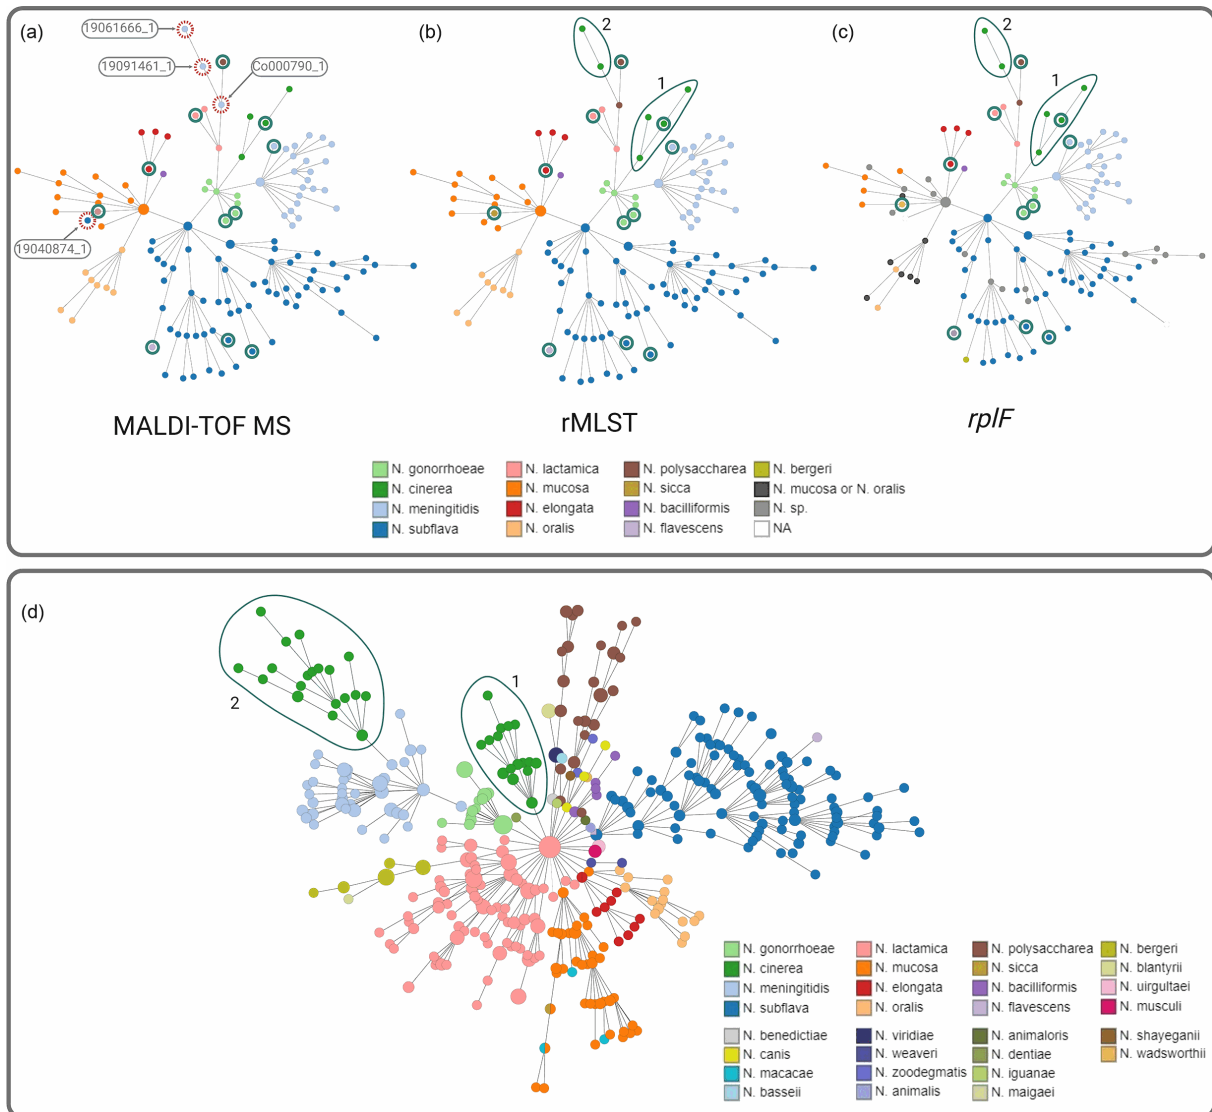 (a)
19061666_1
19091461_1
Co000790_1
19040874_1
MALDI-TOF MS
(b)
2
1
rMLST
(c)
2
1
rplF
N. gonorrhoeae
N. cinerea
N. meningitidis
N. subflava
N. lactamica
N. mucosa
N. elongata
N. oralis
N. polysaccharea
N. sicca
N. bacilliformis
N. flavescens
N. bergeri
N. mucosa or N. oralis
N. sp.
NA
(d)
2
1
N. gonorrhoeae
N. cinerea
N. meningitidis
N. subflava
N. lactamica
N. mucosa
N. elongata
N. oralis
N. polysaccharea
N. sicca
N. bacilliformis
N. flavescens
N. bergeri
N. blantyrii
N. uirgultaei
N. musculi
N. benedictiae
N. canis
N. macacae
N. basseii
N. viridiae
N. weaveri
N. zoodegmatis
N. animalis
N. animaloris
N. dentiae
N. iguanae
N. maigaei
N. shayeganii
N. wadsworthii